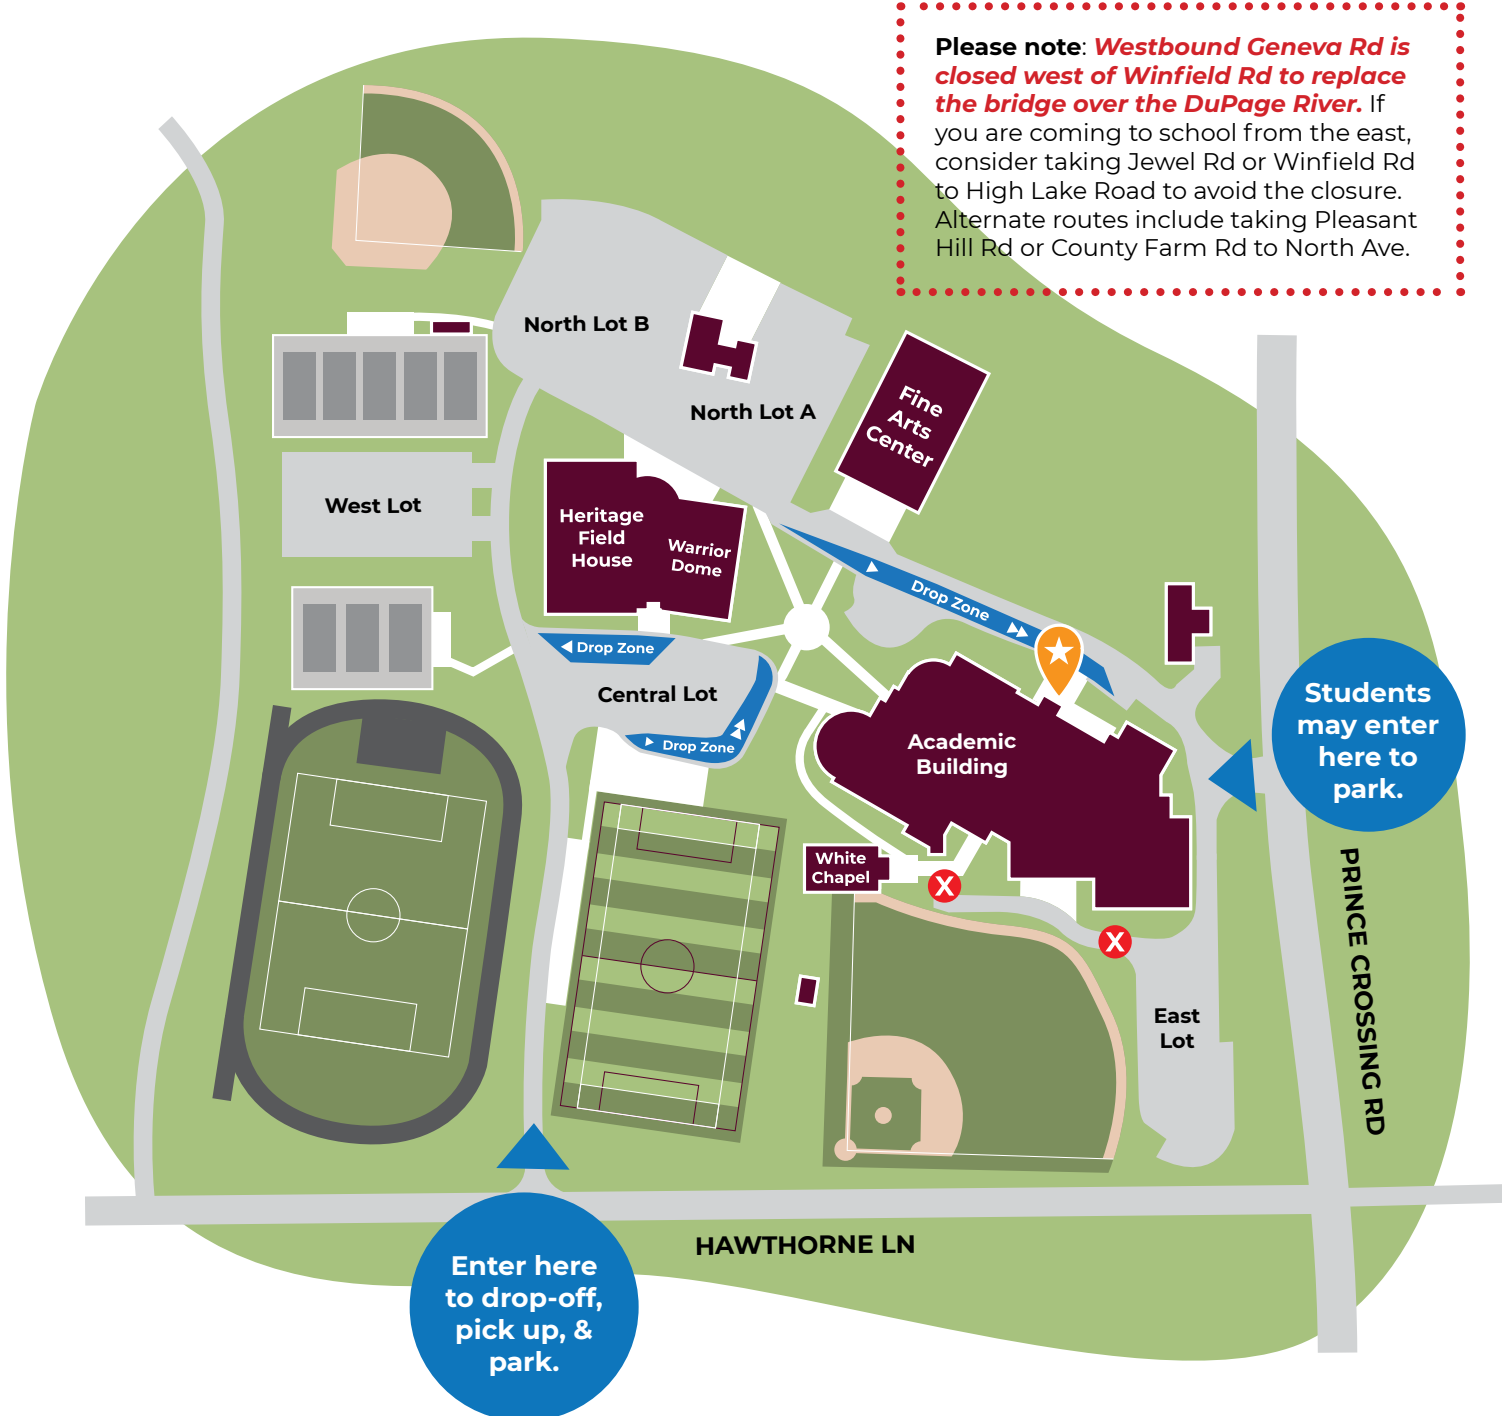 Please note: Westbound Geneva Rd is
closed west of Winfield Rd to replace
the bridge over the DuPage River. If
you are coming to school from the east,
consider taking Jewel Rd or Winfield Rd
to High Lake Road to avoid the closure.
Alternate routes include taking Pleasant
Hill Rd or County Farm Rd to North Ave.
North Lot B
North Lot A
Fine
Arts
Center
West Lot
Heritage
Field
House
Warrior
Dome
Drop Zone
Drop Zone
Central Lot
Drop Zone
Academic
Building
Students
may enter
here to
park.
White
Chapel
X
X
East
Lot
PRINCE CROSSING RD
HAWTHORNE LN
Enter here
to drop-off,
pick up, &
park.